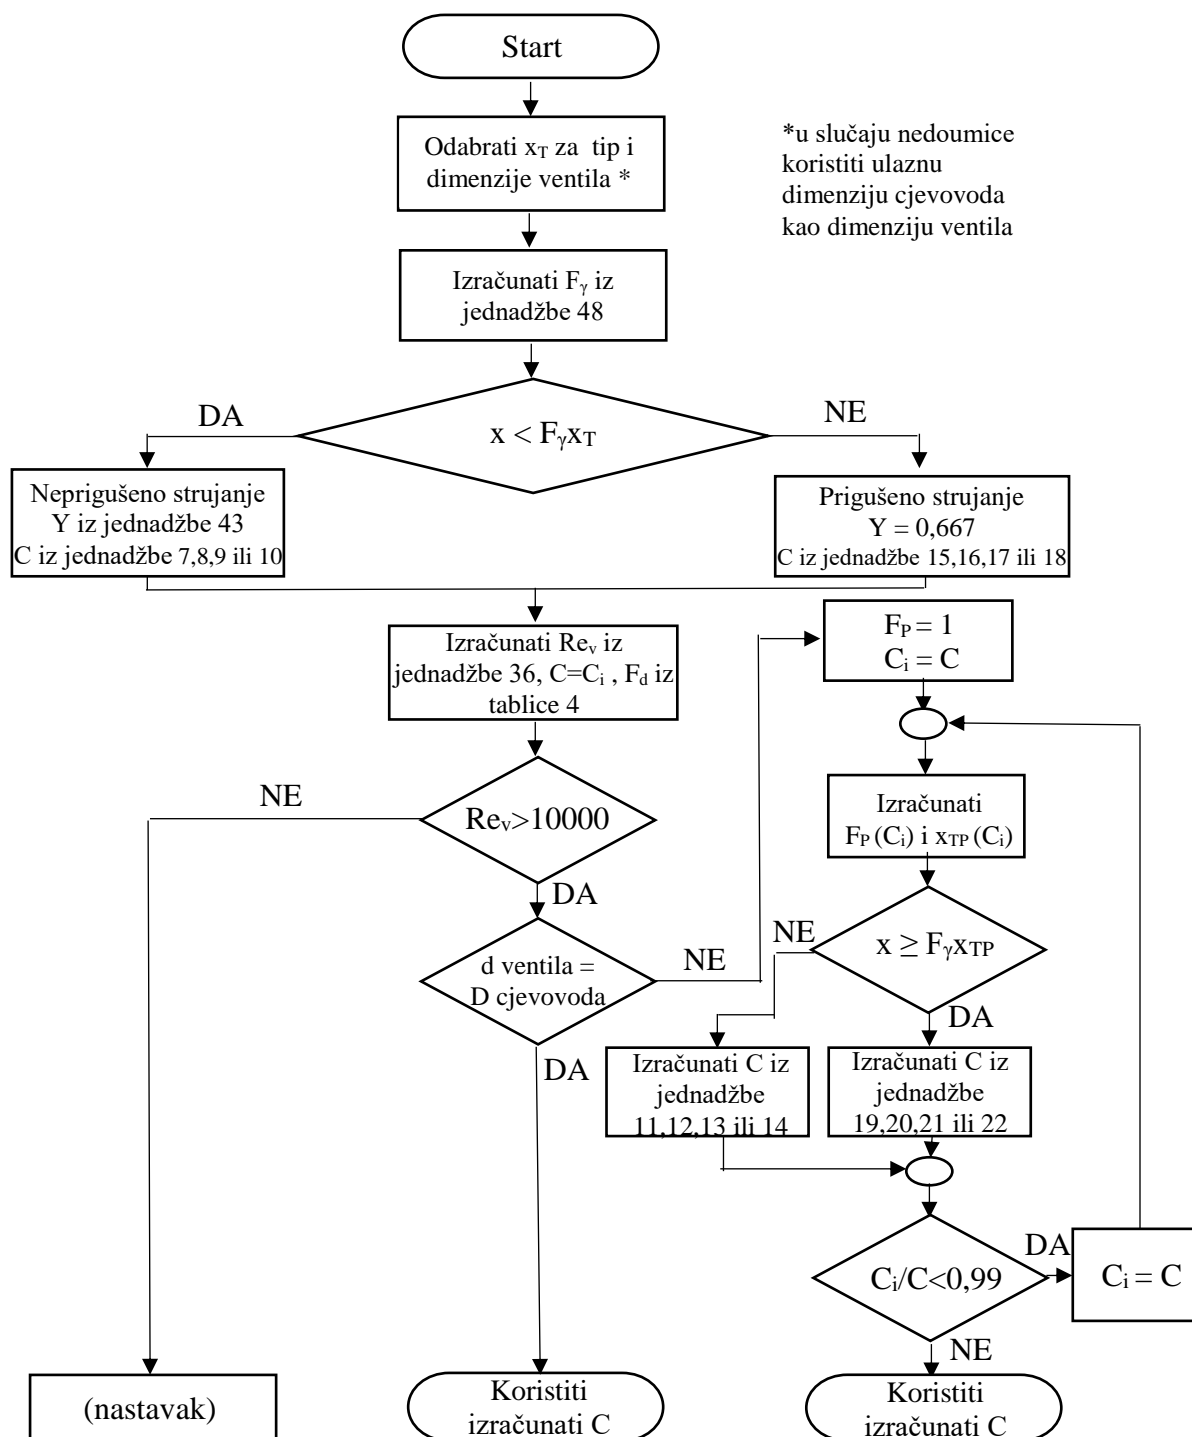 Start
Odabrati xT za tip i
dimenzije ventila *
*u slučaju nedoumice
koristiti ulaznu
dimenziju cjevovoda
kao dimenziju ventila
Izračunati Fγ iz
jednadžbe 48
DA
NE
x < FγxT
Neprigušeno strujanje
Y iz jednadžbe 43
C iz jednadžbe 7,8,9 ili 10
Prigušeno strujanje
Y = 0,667
C iz jednadžbe 15,16,17 ili 18
Izračunati Rev iz
jednadžbe 36, C=Ci , Fd iz
tablice 4
FP = 1
Ci = C
NE
Rev>10000
DA
Izračunati
FP (Ci) i xTP (Ci)
d ventila =
D cjevovoda
NE
NE
x ≥ FγxTP
DA
DA
Izračunati C iz
jednadžbe
11,12,13 ili 14
Izračunati C iz
jednadžbe
19,20,21 ili 22
Ci/C<0,99
DA
Ci = C
NE
(nastavak)
Koristiti
izračunati C
Koristiti
izračunati C